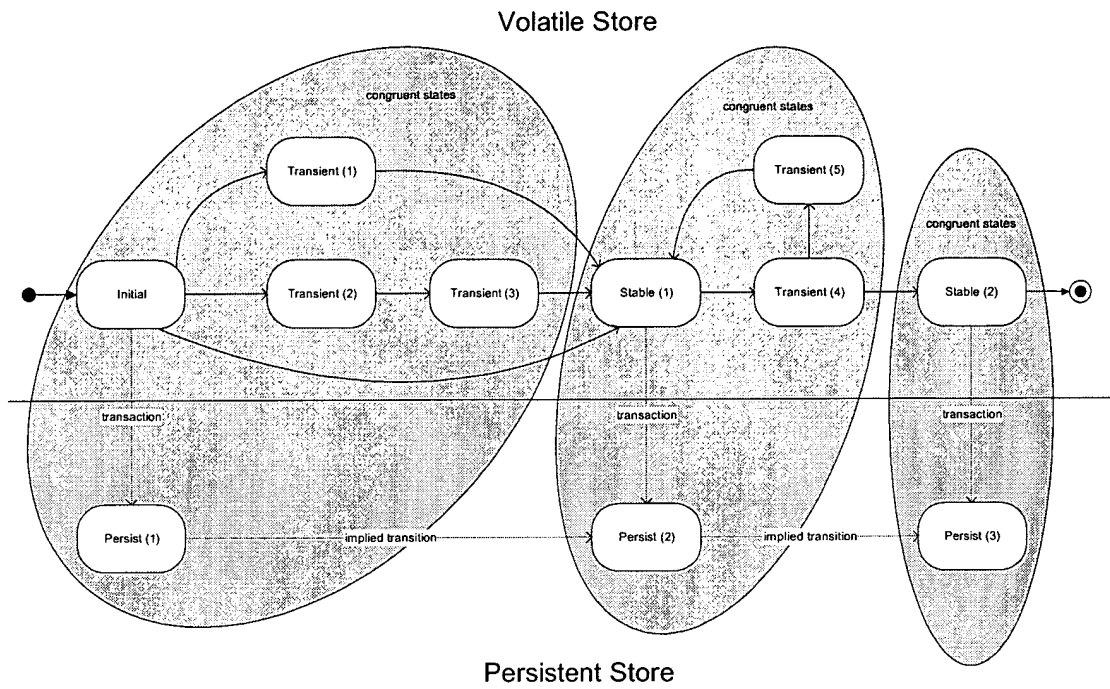 Volatile Store
congruent states
congruent states
Transient (1)
Transient (5)
congruent states
Initial
Transient (2)
Transient (3)
Stable (1)
Transient (4)
Stable (2)
transaction
transaction
transaction
Persist (1)
implied transition
Persist (2)
implied transition
Persist (3)
Persistent Store